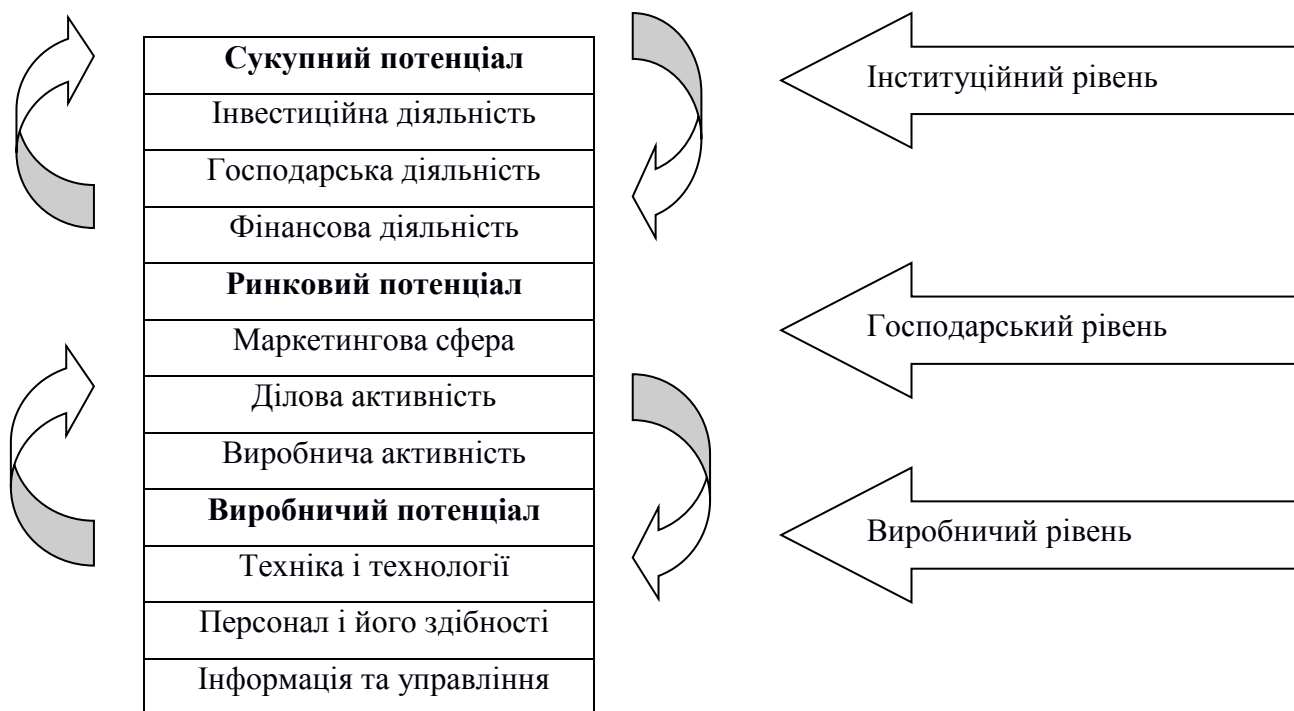 Сукупний потенціал
Інвестиційна діяльність
Господарська діяльність
Фінансова діяльність
Ринковий потенціал
Маркетингова сфера
Ділова активність
Виробнича активність
Виробничий потенціал
Техніка і технології
Персонал і його здібності
Інформація та управління
Інституційний рівень
Господарський рівень
Виробничий рівень